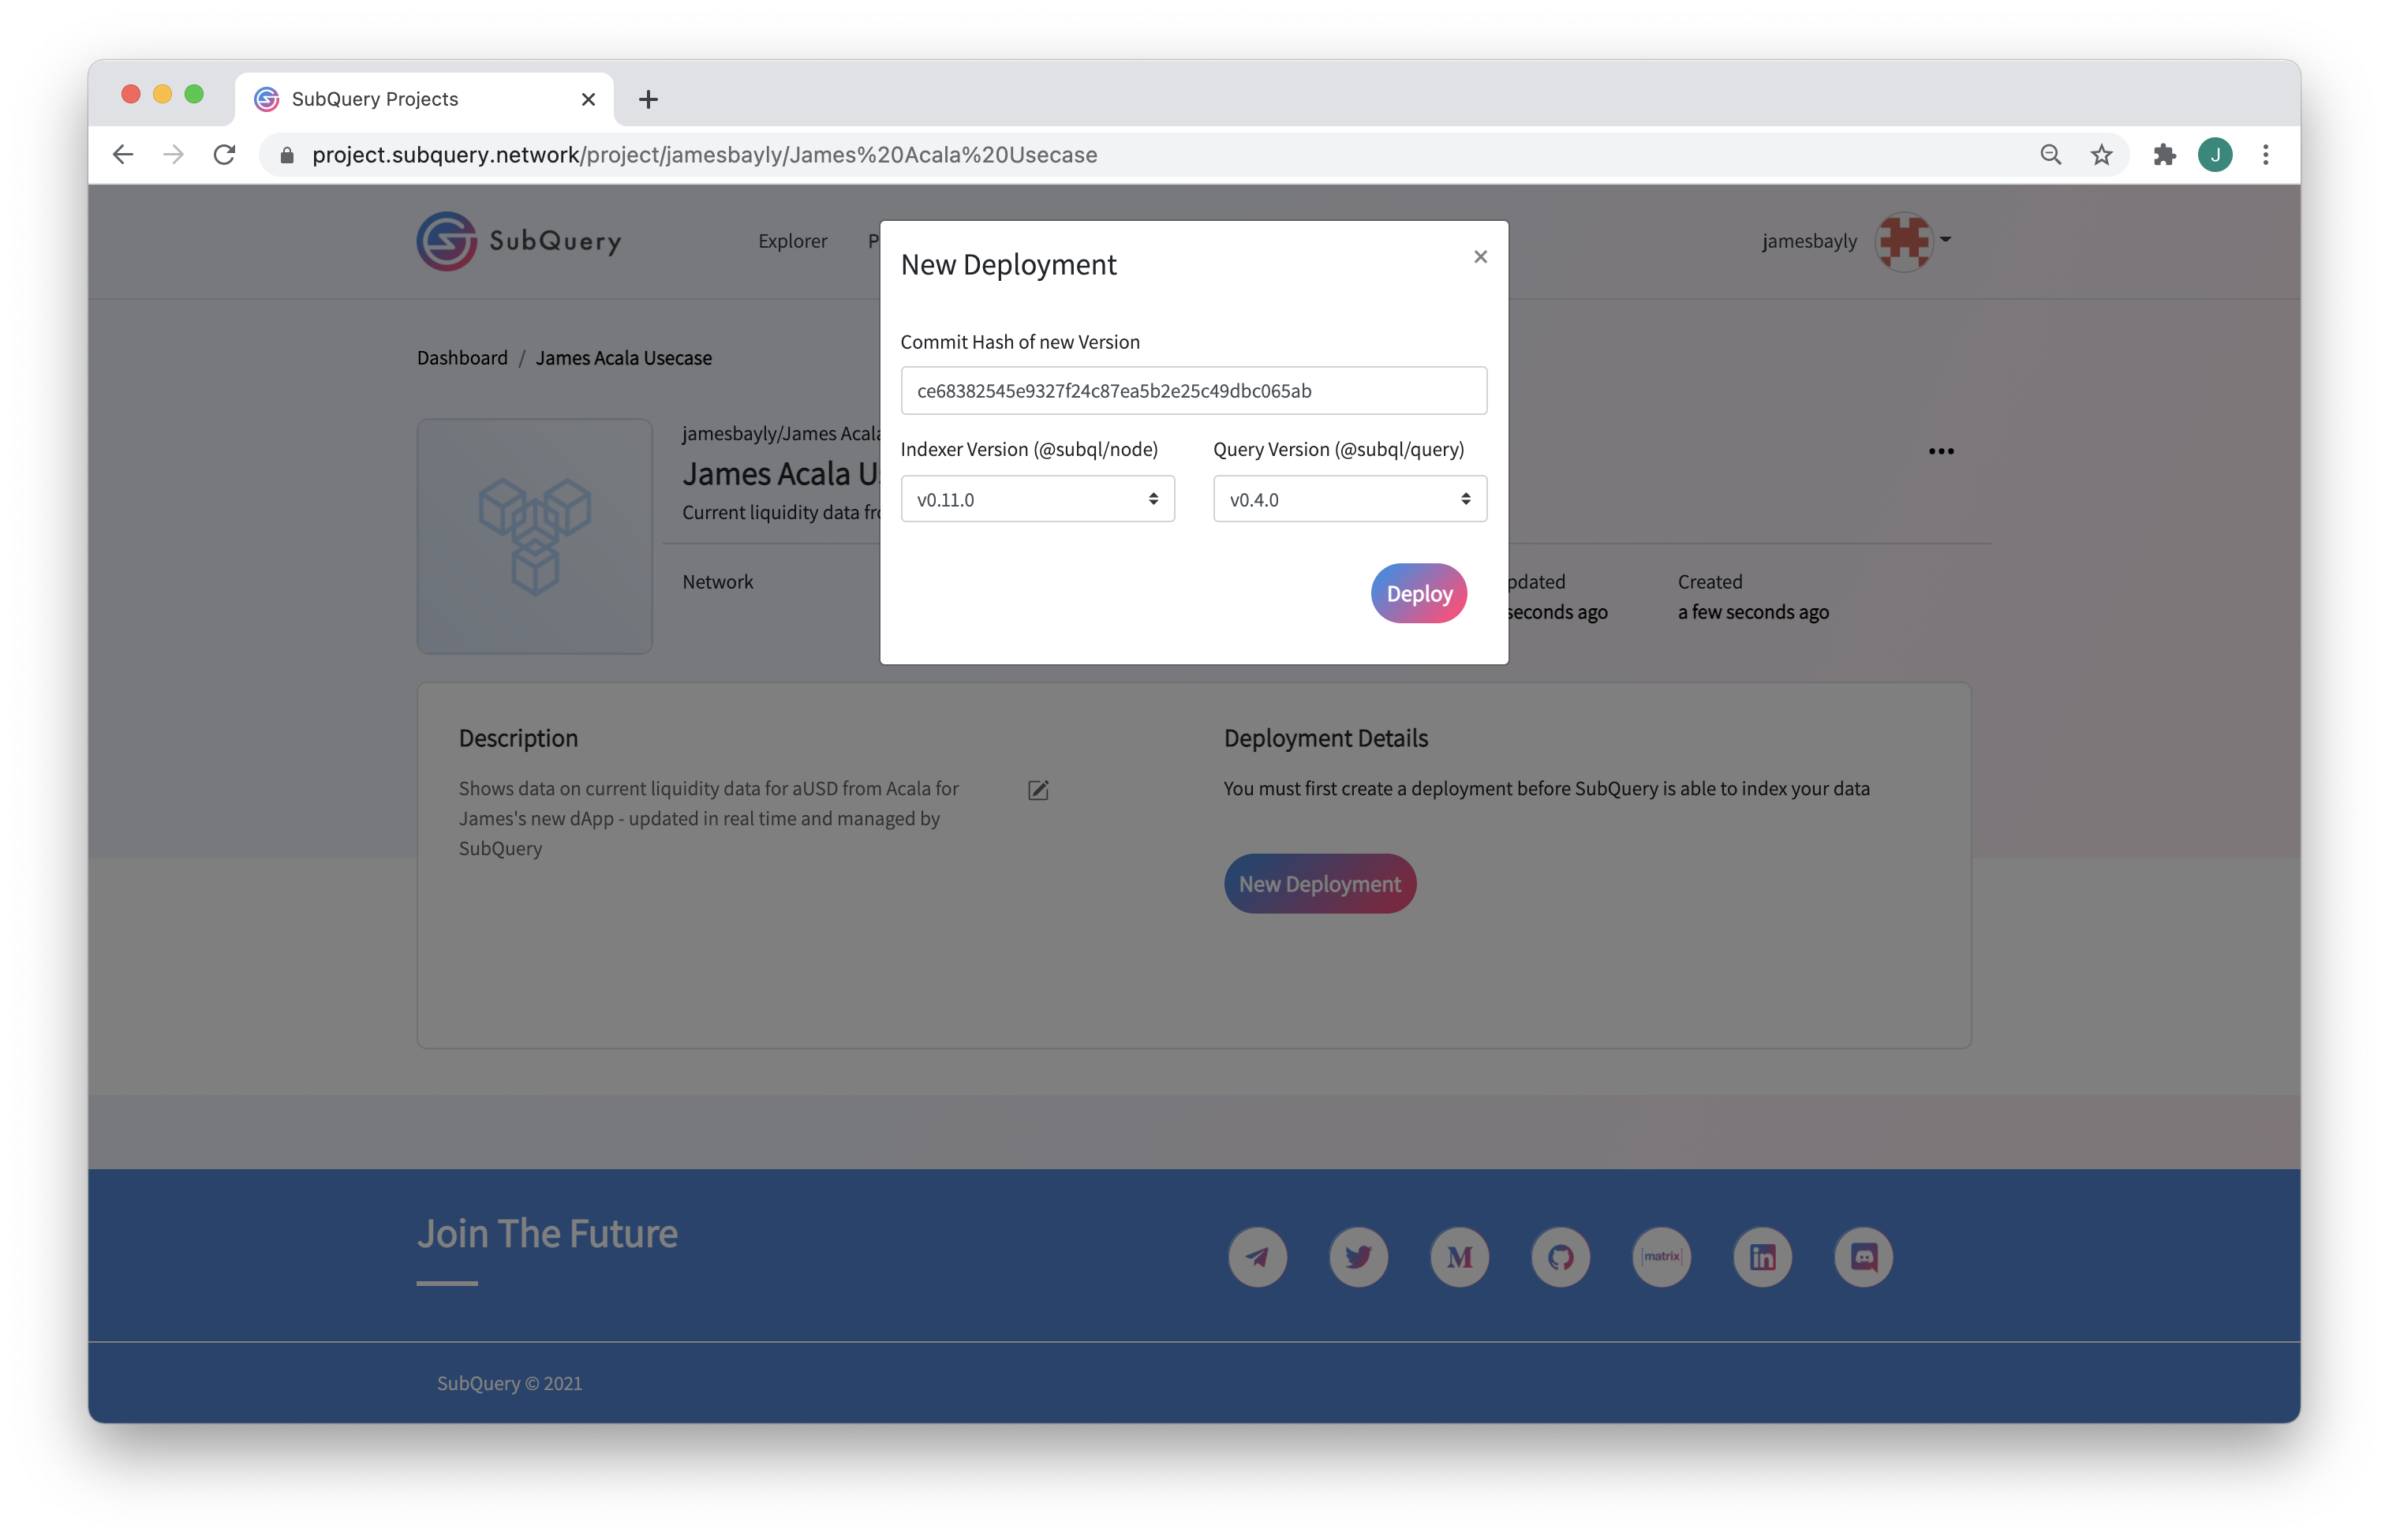 SubQuery Projects
project.subquery.network/project/jamesbayly/James%20Acala%20Usecase
J
SubQuery
Explorer
jamesbayly
New Deployment
Commit Hash of new Version
ce68382545e9327f24c87ea5b2e25c49dbc065ab
Indexer Version (@subql/node)
Query Version (@subql/query)
v0.11.0
v0.4.0
Deploy
Dashboard / James Acala Usecase
jamesbayly/James Acala
James Acala
Current liquidity data
Network
Created
seconds ago
a few seconds ago
Description
Shows data on current liquidity data for aUSD from Acala for
James's new dApp - updated in real time and managed by
SubQuery
Deployment Details
You must first create a deployment before SubQuery is able to index your data
New Deployment
Join The Future
M
matrix
in
SubQuery © 2021